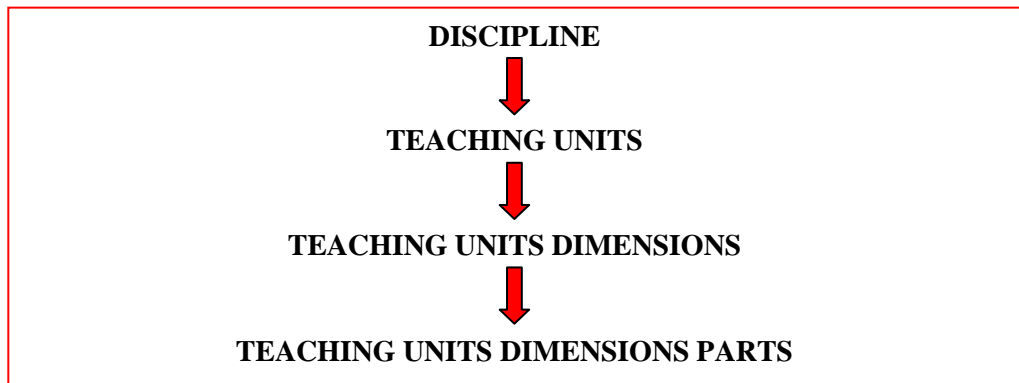 DISCIPLINE
TEACHING UNITS
TEACHING UNITS DIMENSIONS
TEACHING UNITS DIMENSIONS PARTS